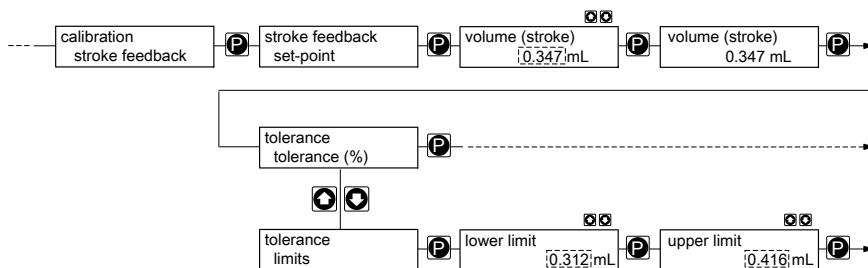 calibration
stroke feedback
P
stroke feedback
set-point
P
volume (stroke)
0.347 mL
P
volume (stroke)
0.347 mL
P
tolerance
tolerance (%)
P
tolerance
limits
P
lower limit
0.312 mL
P
upper limit
0.416 mL
P